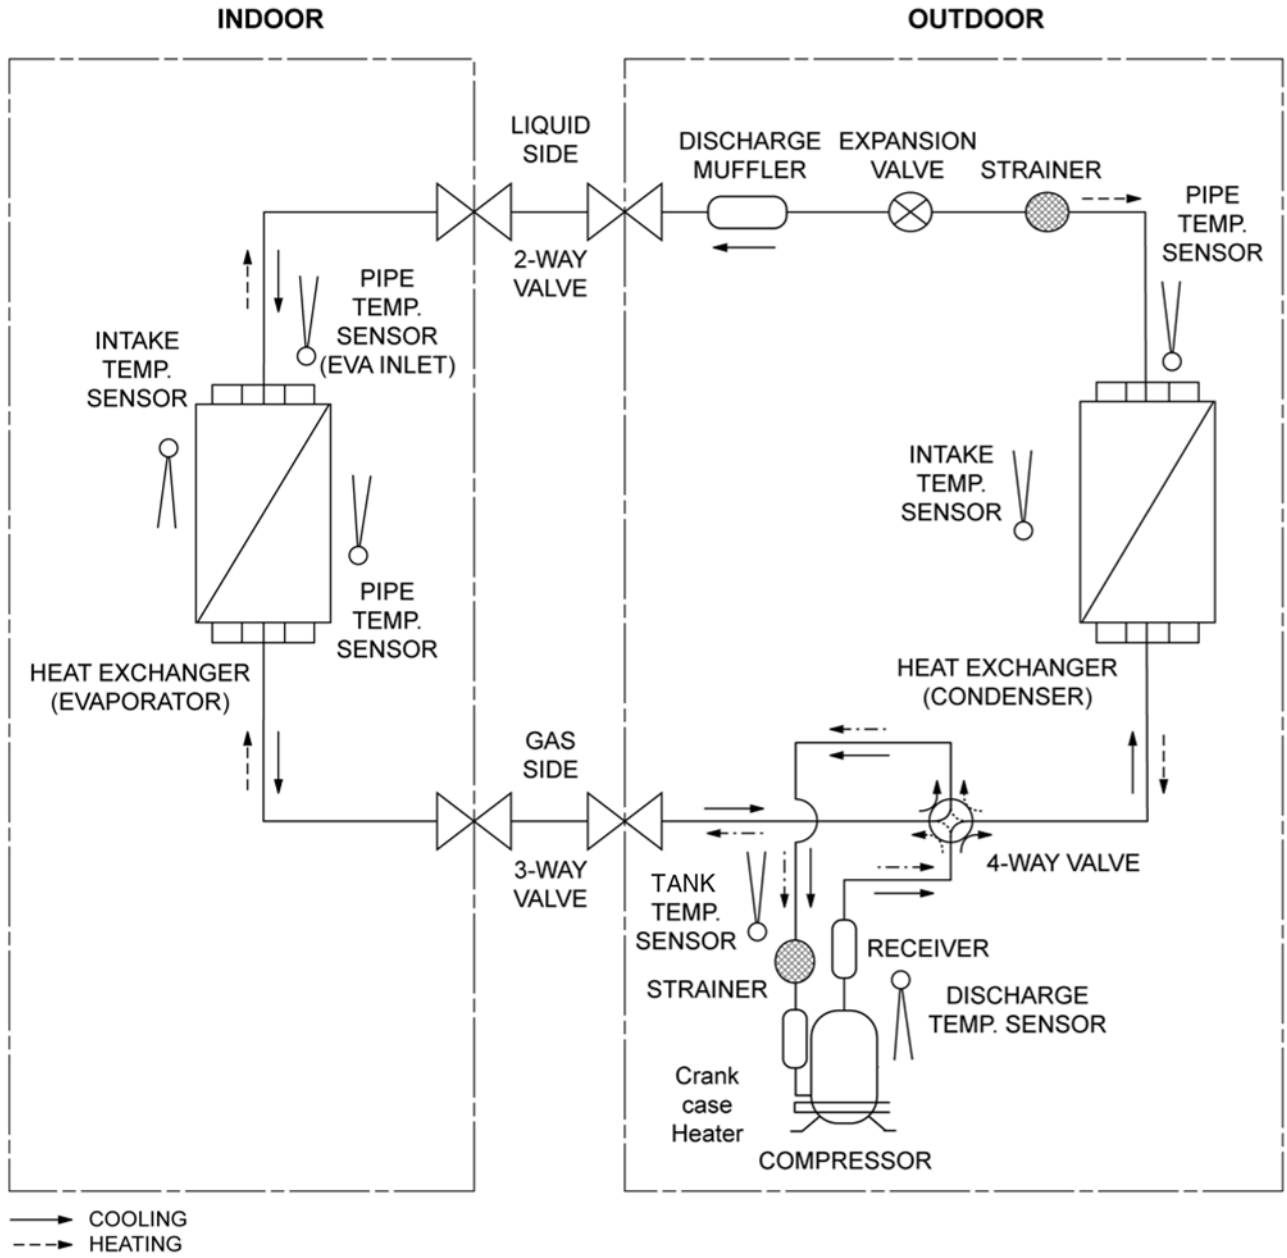 INDOOR
OUTDOOR
LIQUID
SIDE
DISCHARGE
MUFFLER
EXPANSION
VALVE
STRAINER
PIPE
TEMP.
SENSOR
2-WAY
VALVE
PIPE
TEMP.
SENSOR
(EVA INLET)
INTAKE
TEMP.
SENSOR
INTAKE
TEMP.
SENSOR
PIPE
TEMP.
SENSOR
HEAT EXCHANGER
(EVAPORATOR)
HEAT EXCHANGER
(CONDENSER)
GAS
SIDE
3-WAY
VALVE
4-WAY VALVE
TANK
TEMP.
SENSOR
RECEIVER
STRAINER
DISCHARGE
TEMP. SENSOR
Crank
case
Heater
COMPRESSOR
COOLING
HEATING